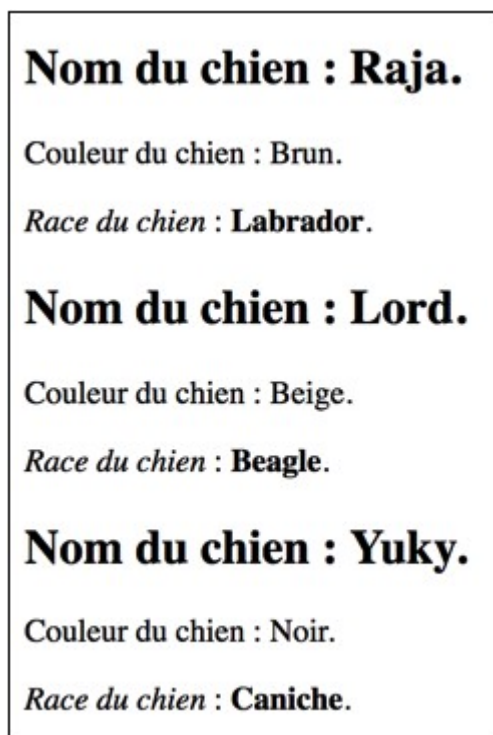 Nom du chien : Raja.
Couleur du chien : Brun.
Race du chien : Labrador.
Nom du chien : Lord.
Couleur du chien : Beige.
Race du chien : Beagle.
Nom du chien : Yuky.
Couleur du chien : Noir.
Race du chien : Caniche.